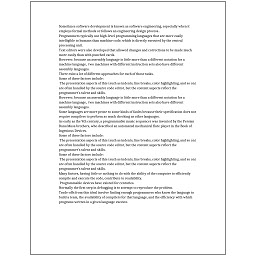 Sometimes software development is known as software engineering, especially when it
employs formal methods or follows an engineering design process.
Programmers typically use high-level programming languages that are more easily
intelligible to humans than machine code, which is directly executed by the central
processing unit.
Text editors were also developed that allowed changes and corrections to be made much
more easily than with punched cards.
However, because an assembly language is little more than a different notation for a
machine language, two machines with different instruction sets also have different
assembly languages.
There exist a lot of different approaches for each of those tasks.
Some of these factors include:
The presentation aspects of this (such as indents, line breaks, color highlighting, and so on)
are often handled by the source code editor, but the content aspects reflect the
programmer's talent and skills.
However, because an assembly language is little more than a different notation for a
machine language, two machines with different instruction sets also have different
assembly languages.
Some languages are more prone to some kinds of faults because their specification does not
require compilers to perform as much checking as other languages.
As early as the 9th century, a programmable music sequencer was invented by the Persian
Banu Musa brothers, who described an automated mechanical flute player in the Book of
Ingenious Devices.
Some of these factors include:
The presentation aspects of this (such as indents, line breaks, color highlighting, and so on)
are often handled by the source code editor, but the content aspects reflect the
programmer's talent and skills.
Some of these factors include:
The presentation aspects of this (such as indents, line breaks, color highlighting, and so on)
are often handled by the source code editor, but the content aspects reflect the
programmer's talent and skills.
Many factors, having little or nothing to do with the ability of the computer to efficiently
compile and execute the code, contribute to readability.
Programmable devices have existed for centuries.
Normally the first step in debugging is to attempt to reproduce the problem.
Trade-offs from this ideal involve finding enough programmers who know the language to
build a team, the availability of compilers for that language, and the efficiency with which
programs written in a given language execute.